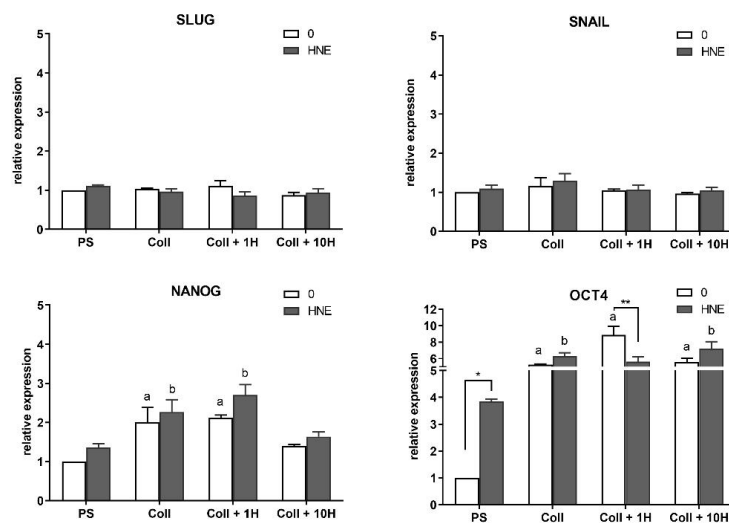 SLUG
0
HNE
relative expression
5
4
3
2
1
0
PS
Coll
Coll + 1H
Coll + 10H
SNAIL
0
HNE
relative expression
5
4
3
2
1
0
PS
Coll
Coll + 1H
Coll + 10H
NANOG
0
HNE
relative expression
5
4
3
2
1
0
a
b
a
b
PS
Coll
Coll + 1H
Coll + 10H
OCT4
0
HNE
relative expression
12
10
8
6
5
4
3
2
1
0
*
a
b
a
**
a
b
PS
Coll
Coll + 1H
Coll + 10H